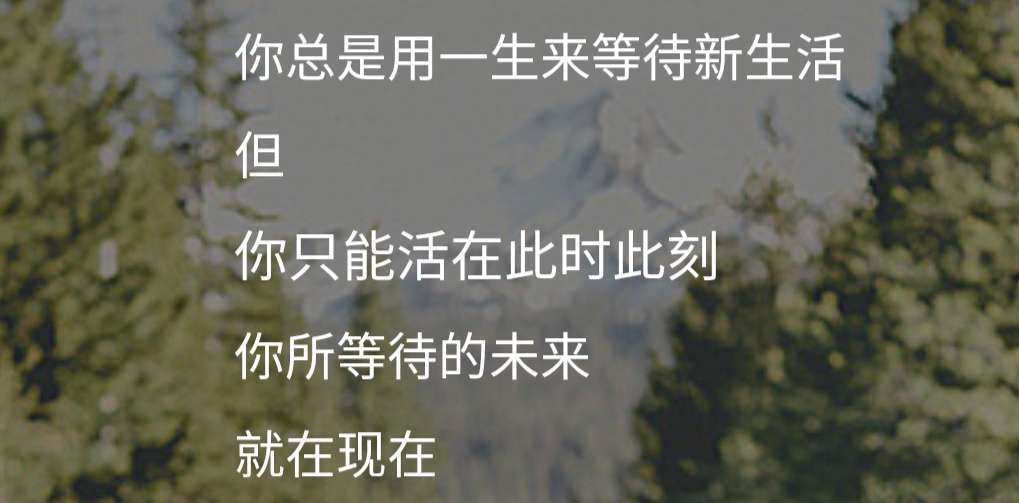 你总是用一生来等待新生活
但
你只能活在此时此刻
你所等待的未来
就在现在